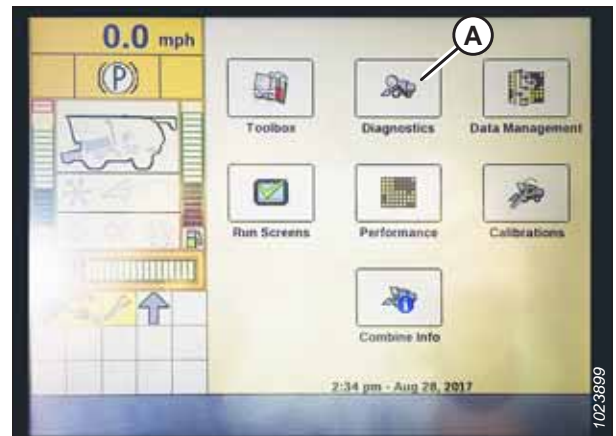 0.0 mph
A
(P)
Toolbox
Diagnostics
Data Management
Run Screens
Performance
Calibrations
Combine Info
2:34 pm - Aug 28, 2017
1023899